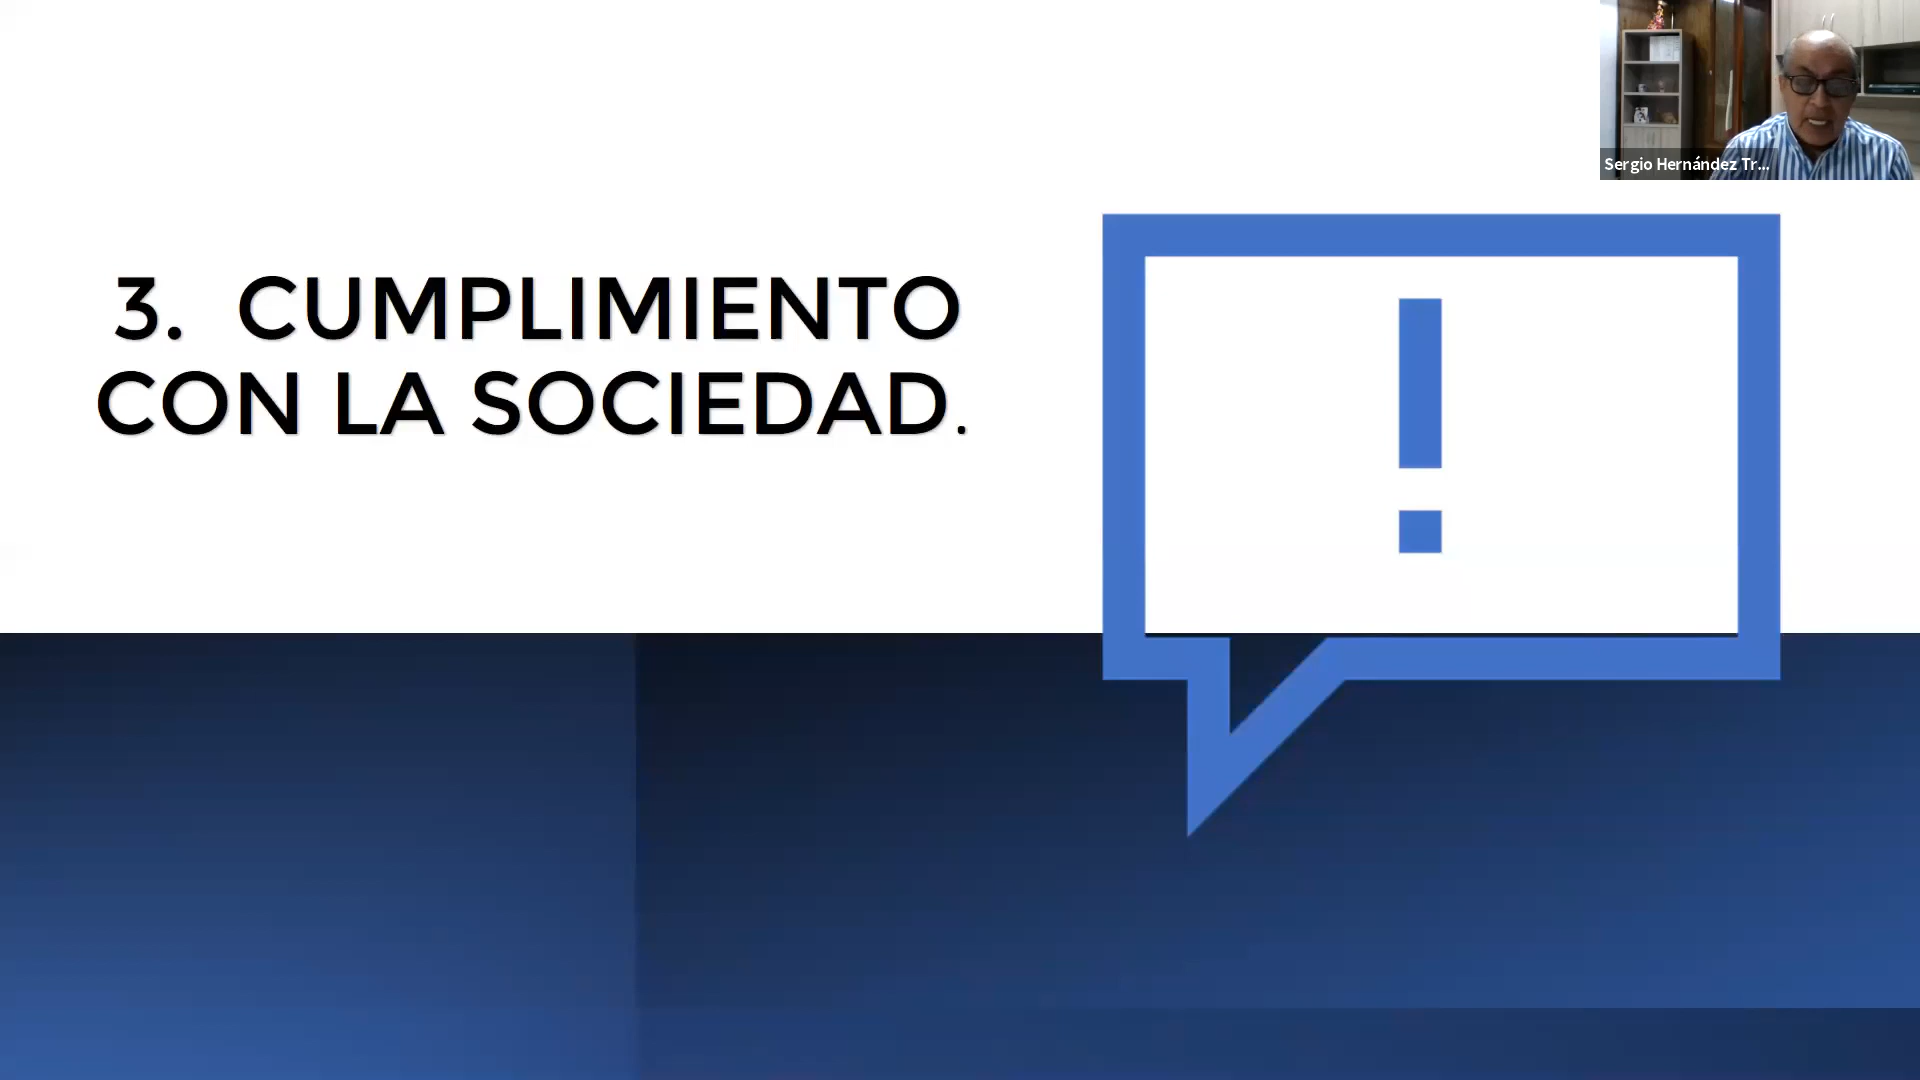 Sergio Hernández Tr...
3. CUMPLIMIENTO
CON LA SOCIEDAD.
!